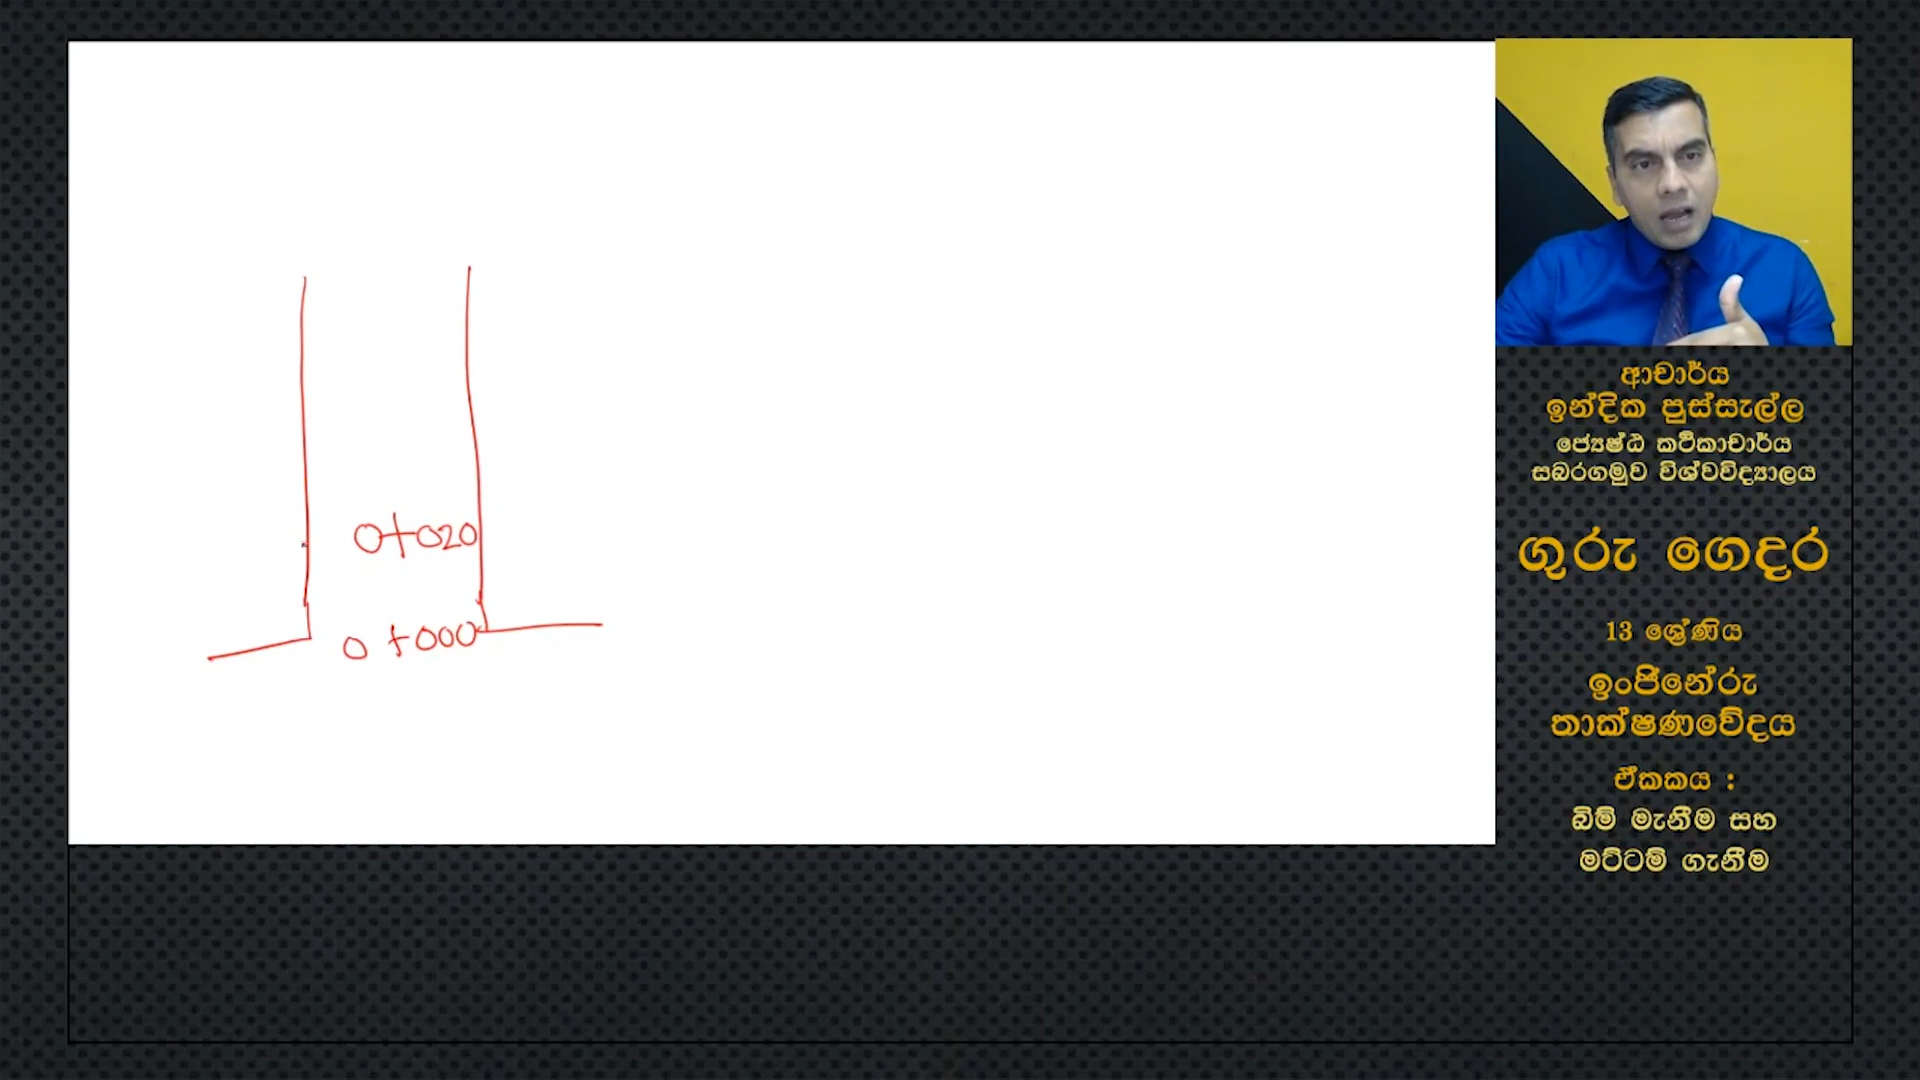 0+020
0+000
ආචාර්ය
ඉන්දික පුස්සැල්ල
ජ්‍යෙෂ්ඨ කථිකාචාර්ය
සබරගමුව විශ්වවිද්‍යාලය
ගුරු ගෙදර
13 ශ්‍රේණිය
ඉංජිනේරු
තාක්ෂණවේදය
ඒකකය :
බිම් මැනීම සහ
මට්ටම් ගැනීම